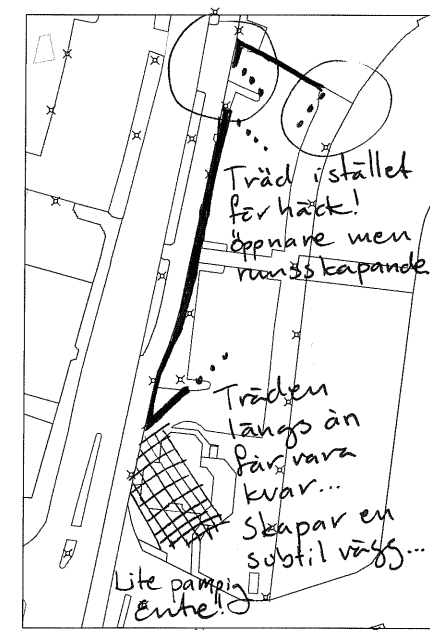 Träd istället
för häck!
öppnare men
rumsskapande
Träden
längs ån
får vara
kvar...
skapar en
subtil vägg...
Lite pampig
entré!